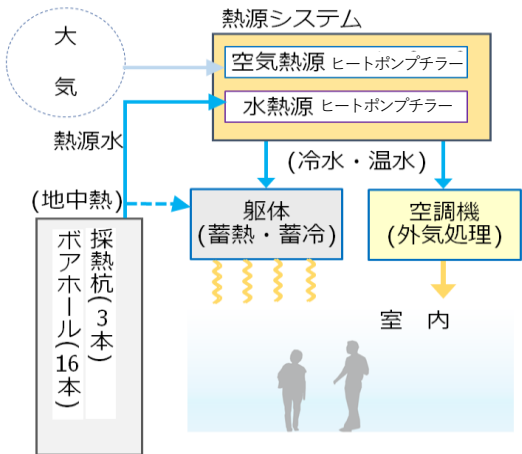 熱源システム
大
気
空気熱源 ヒートポンプチラー
水熱源 ヒートポンプチラー
熱源水
(冷水・温水)
(地中熱)
躯体
(蓄熱・蓄冷)
空調機
(外気処理)
採熱杭(3本)
ボアホール(16本)
室 内